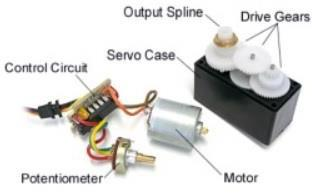 Output Spline
Drive Gears
Servo Case
Control Circuit
Potentiometer
Motor